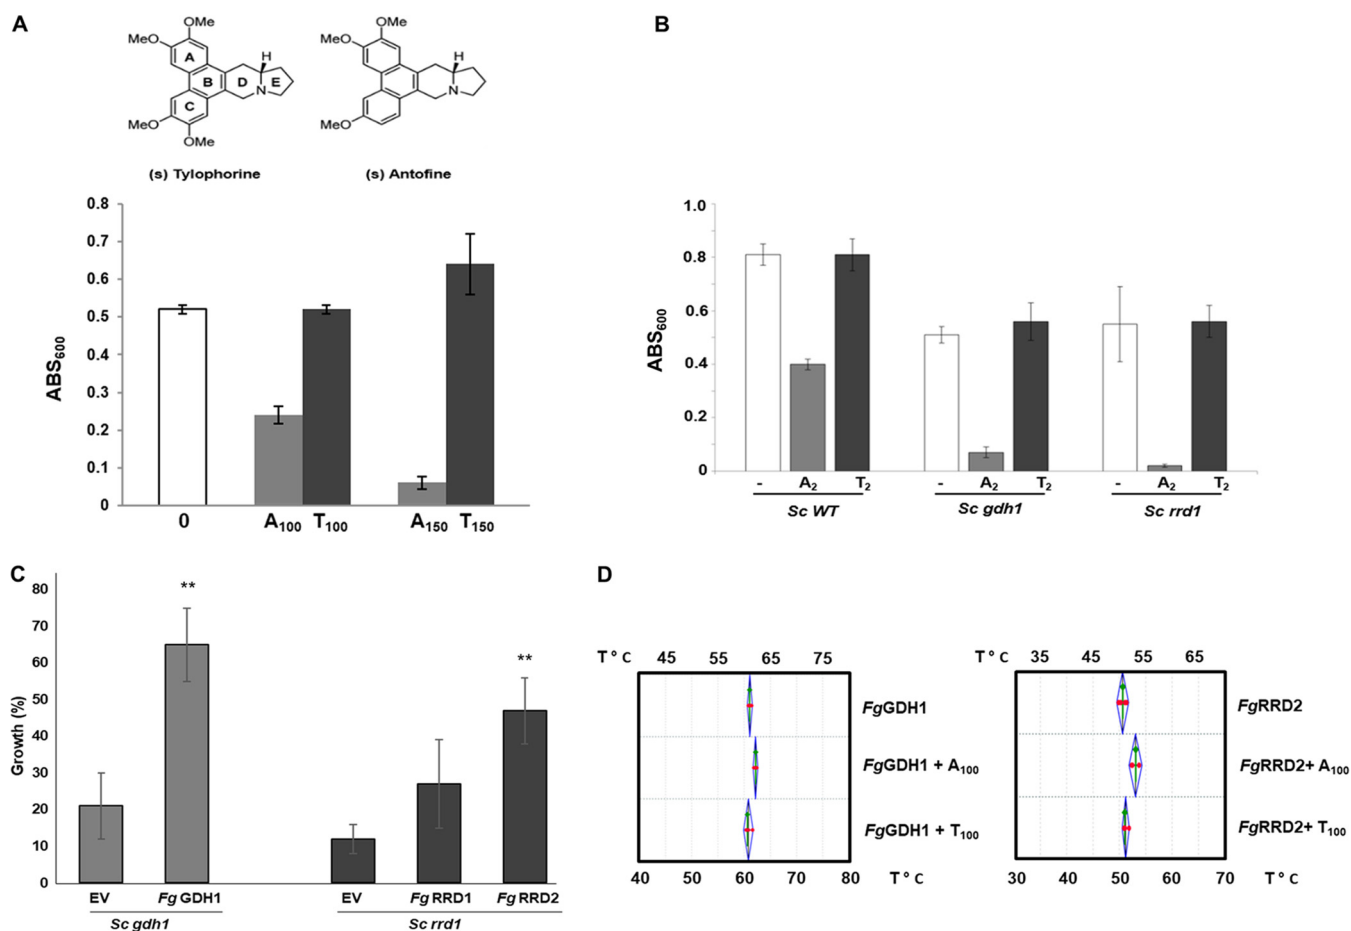 A
B
OMe
MeO
A
B
C
D
E
H
N
MeO
OMe
OMe
MeO
H
N
MeO
(s) Tylophorine
(s) Antofine
0.8
0.7
0.6
0.5
0.4
0.3
0.2
0.1
0
ABS600
0
A100
T100
A150
T150
1.0
0.8
0.6
0.4
0.2
0
ABS600
-
A2
T2
-
A2
T2
-
A2
T2
Sc WT
Sc gdh1
Sc rrd1
C
80
70
60
50
40
30
20
10
0
Growth (%)
**
**
EV
Fg GDH1
EV
Fg RRD1
Fg RRD2
Sc gdh1
Sc rrd1
D
T° C
45 55 65 75
FgGDH1
FgGDH1 + A100
FgGDH1 + T100
40 50 60 70 80
T° C
T° C
35 45 55 65
FgRRD2
FgRRD2+ A100
FgRRD2+ T100
30 40 50 60 70
T° C